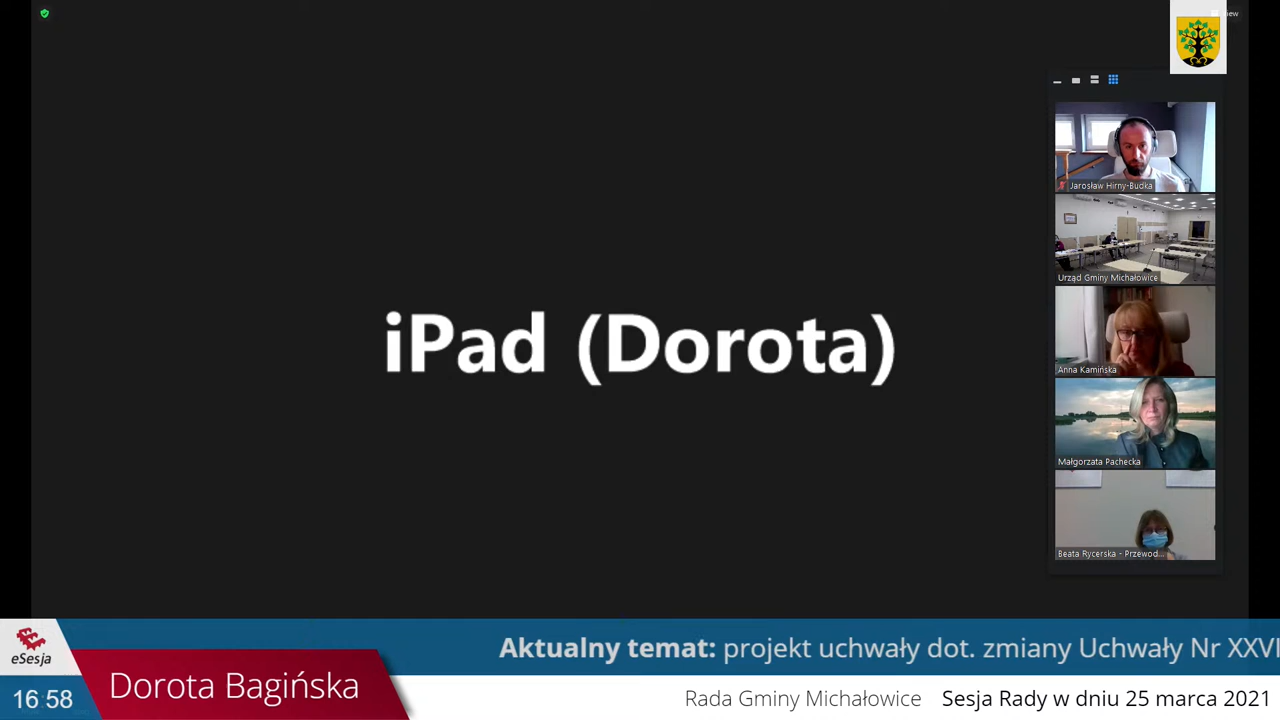 View
Jarosław Hirny-Budka
Urząd Gminy Michałowice
Anna Kamińska
Małgorzata Pachecka
Beata Rycerska - Przewod...
iPad (Dorota)
eSesja
Aktualny temat: projekt uchwały dot. zmiany Uchwały Nr XXVI
Dorota Bagińska
16:58
Rada Gminy Michałowice Sesja Rady w dniu 25 marca 2021